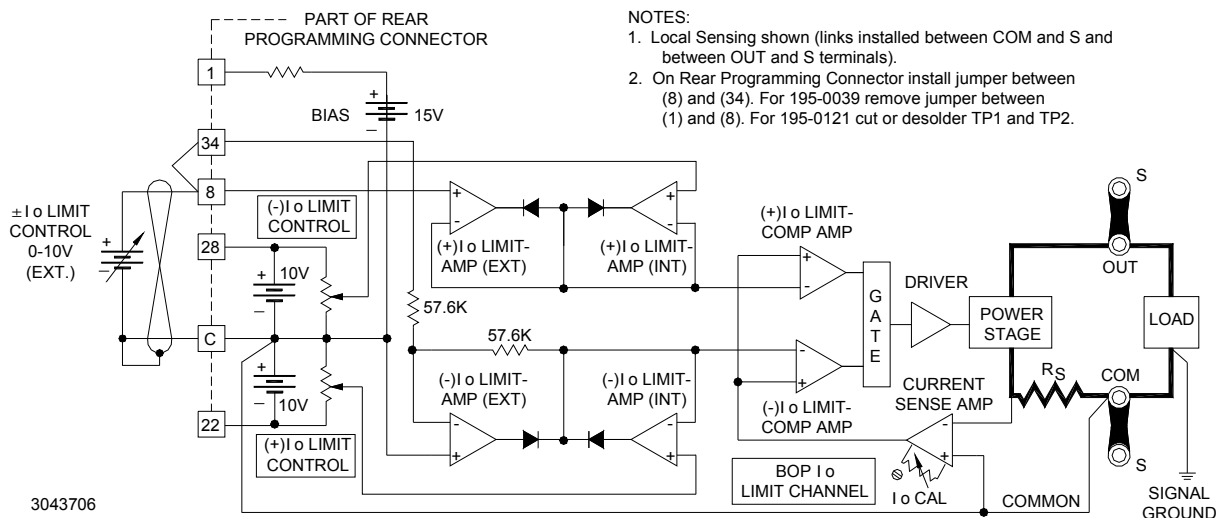 PART OF REAR
PROGRAMMING CONNECTOR
NOTES:
1. Local Sensing shown (links installed between COM and S and
between OUT and S terminals).
2. On Rear Programming Connector install jumper between
(8) and (34). For 195-0039 remove jumper between
(1) and (8). For 195-0121 cut or desolder TP1 and TP2.
1
+
BIAS
15V
–
34
8
±I o LIMIT
CONTROL
0-10V
(EXT.)
+
–
(-)I o LIMIT
CONTROL
28
+
10V
–
C
+
10V
–
22
(+)I o LIMIT
CONTROL
57.6K
57.6K
+
-
(+)I o LIMIT-
AMP (EXT)
+
-
(+)I o LIMIT-
AMP (INT)
(-)I o LIMIT-
AMP (EXT)
-
+
(-)I o LIMIT-
AMP (INT)
-
+
(+)I o LIMIT-
COMP AMP
+
-
-
+
(-)I o LIMIT-
COMP AMP
G
A
T
E
DRIVER
POWER
STAGE
S
OUT
LOAD
RS
COM
S
CURRENT
SENSE AMP
-
+
I o CAL
BOP I o
LIMIT CHANNEL
COMMON
SIGNAL
GROUND
3043706